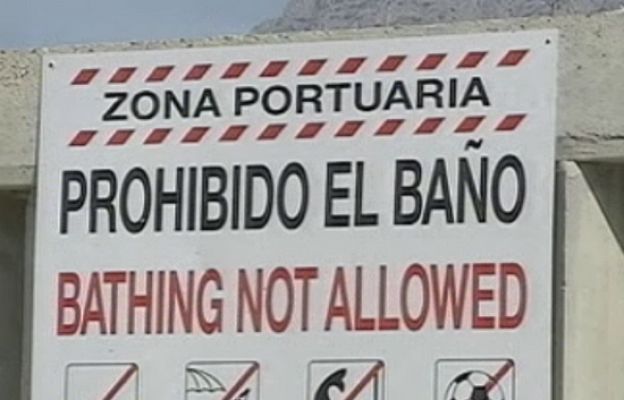 ZONA PORTUARIA
PROHIBIDO EL BAÑO
BATHING NOT ALLOWED